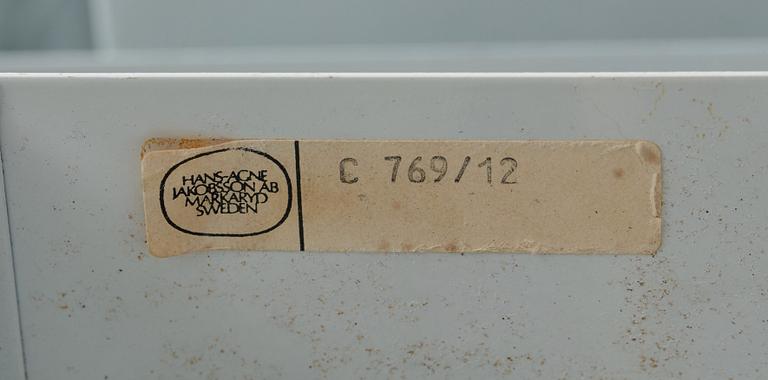 HANS-AGNE
JAKOBSSON AB
MARKARYD
SWEDEN
C 769/12